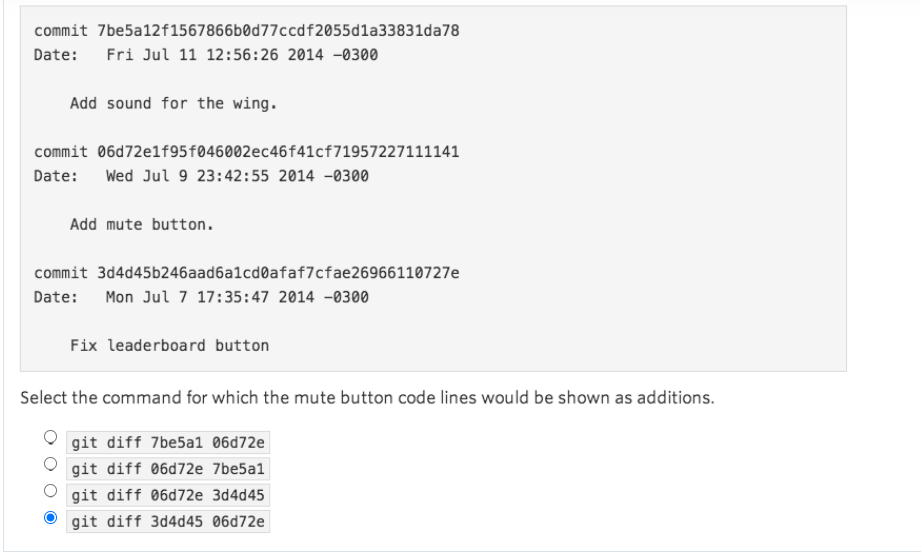 commit 7be5a12f1567866b0d77ccdf2055d1a33831da78
Date:   Fri Jul 11 12:56:26 2014 -0300
Add sound for the wing.
commit 06d72e1f95f046002ec46f41cf71957227111141
Date:   Wed Jul 9 23:42:55 2014 -0300
Add mute button.
commit 3d4d45b246aad6a1cd0afaf7cfae26966110727e
Date:   Mon Jul 7 17:35:47 2014 -0300
Fix leaderboard button
Select the command for which the mute button code lines would be shown as additions.
git diff 7be5a1 06d72e
git diff 06d72e 7be5a1
git diff 06d72e 3d4d45
git diff 3d4d45 06d72e